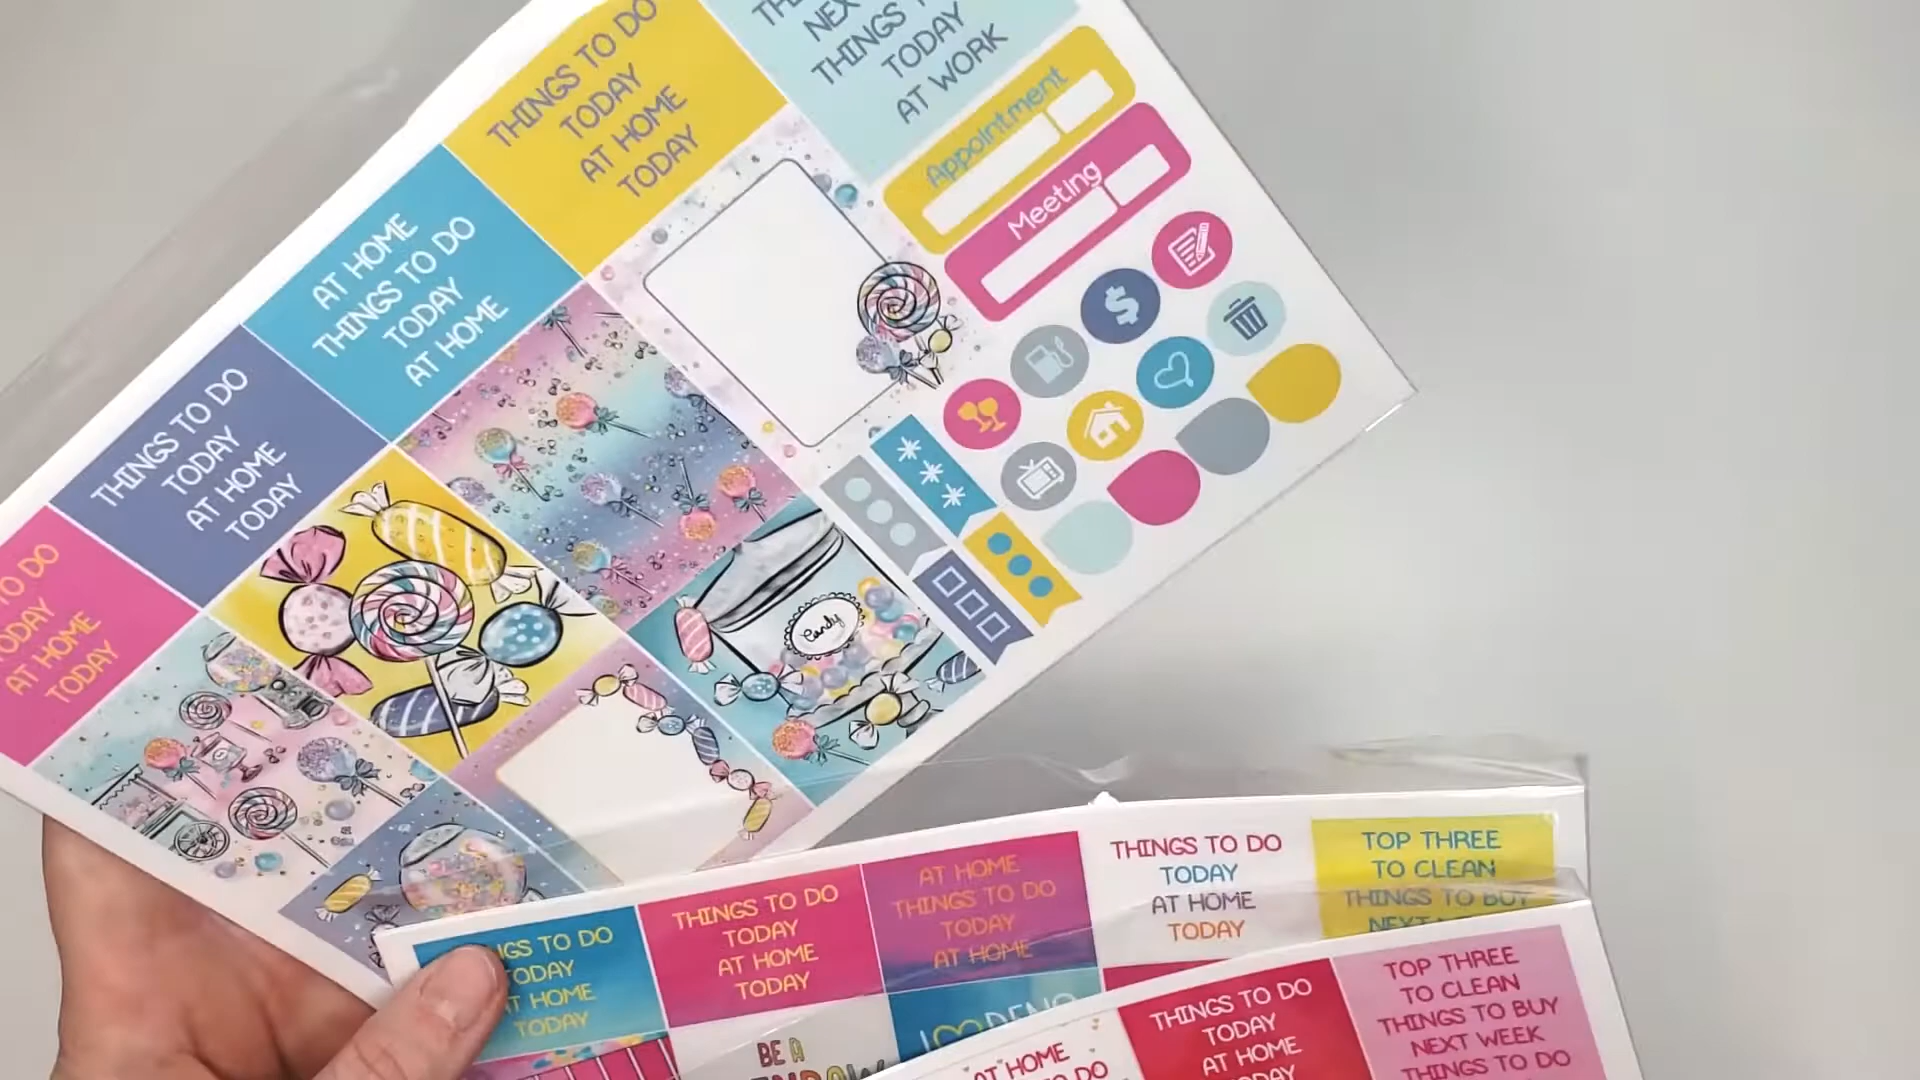 THINGS TO DO
TODAY
AT HOME
TODAY
THINGS
TODAY
AT WORK
Appointment
Meeting
AT HOME
THINGS TO DO
TODAY
AT HOME
THINGS TO DO
TODAY
AT HOME
TODAY
TO DO
TODAY
AT HOME
TODAY
Candy
TO DO
TODAY
AT HOME
TODAY
THINGS TO DO
TODAY
AT HOME
TODAY
AT HOME
THINGS TO DO
TODAY
AT HOME
THINGS TO DO
TODAY
AT HOME
TODAY
TOP THREE
TO CLEAN
THINGS TO BUY
BE A
AT HOME
TO DO
THINGS TO DO
TODAY
AT HOME
TODAY
TOP THREE
TO CLEAN
THINGS TO BUY
NEXT WEEK
THINGS TO DO